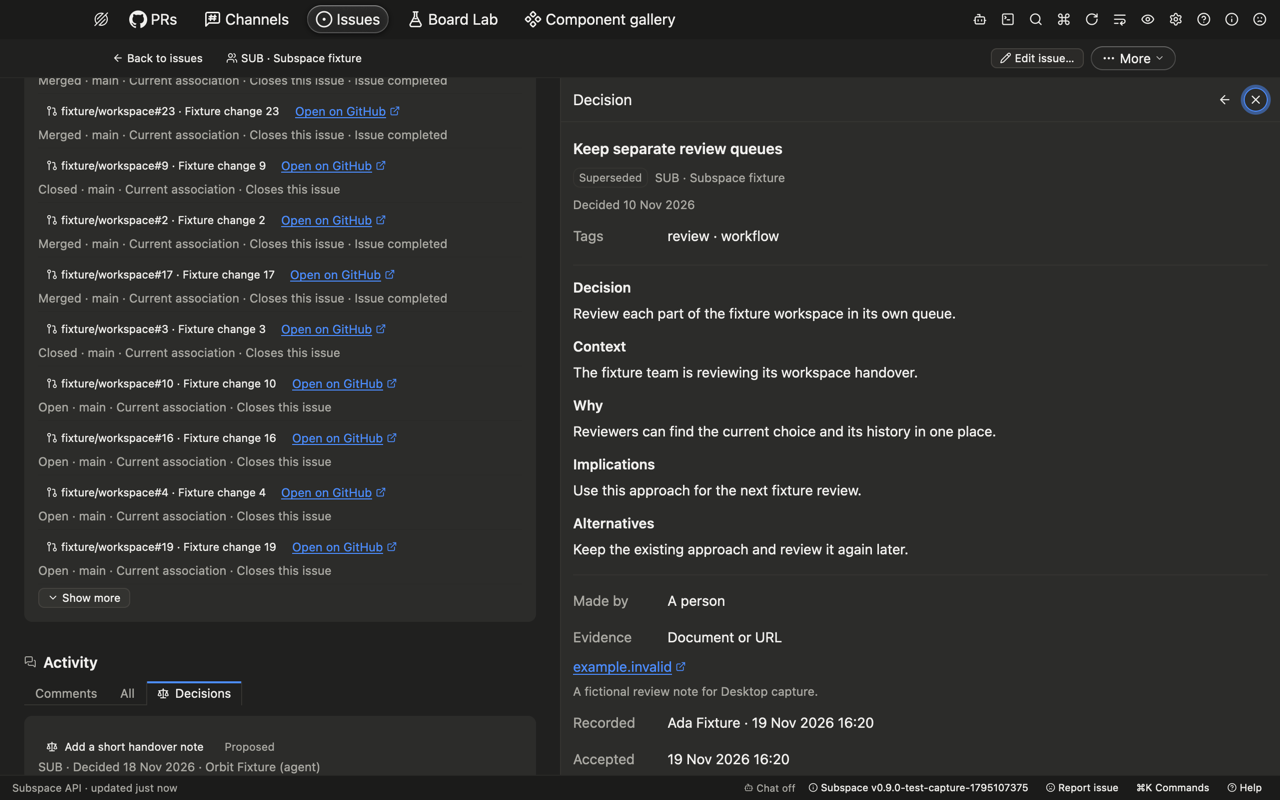 PRs
Channels
Issues
Board Lab
Component gallery
Back to issues
SUB · Subspace fixture
Edit issue...
More
Merged · main · Current association · Closes this issue · Issue completed
fixture/workspace#23 · Fixture change 23 Open on GitHub
Merged · main · Current association · Closes this issue · Issue completed
fixture/workspace#9 · Fixture change 9 Open on GitHub
Closed · main · Current association · Closes this issue
fixture/workspace#2 · Fixture change 2 Open on GitHub
Merged · main · Current association · Closes this issue · Issue completed
fixture/workspace#17 · Fixture change 17 Open on GitHub
Merged · main · Current association · Closes this issue · Issue completed
fixture/workspace#3 · Fixture change 3 Open on GitHub
Closed · main · Current association · Closes this issue
fixture/workspace#10 · Fixture change 10 Open on GitHub
Open · main · Current association · Closes this issue
fixture/workspace#16 · Fixture change 16 Open on GitHub
Open · main · Current association · Closes this issue
fixture/workspace#4 · Fixture change 4 Open on GitHub
Open · main · Current association · Closes this issue
fixture/workspace#19 · Fixture change 19 Open on GitHub
Open · main · Current association · Closes this issue
Show more
Activity
Comments
All
Decisions
Add a short handover note Proposed
SUB · Decided 18 Nov 2026 · Orbit Fixture (agent)
Decision
Keep separate review queues
Superseded SUB · Subspace fixture
Decided 10 Nov 2026
Tags review · workflow
Decision
Review each part of the fixture workspace in its own queue.
Context
The fixture team is reviewing its workspace handover.
Why
Reviewers can find the current choice and its history in one place.
Implications
Use this approach for the next fixture review.
Alternatives
Keep the existing approach and review it again later.
Made by A person
Evidence Document or URL
example.invalid
A fictional review note for Desktop capture.
Recorded Ada Fixture · 19 Nov 2026 16:20
Accepted 19 Nov 2026 16:20
Subspace API · updated just now
Chat off
Subspace v0.9.0-test-capture-1795107375
Report issue
⌘K Commands
Help